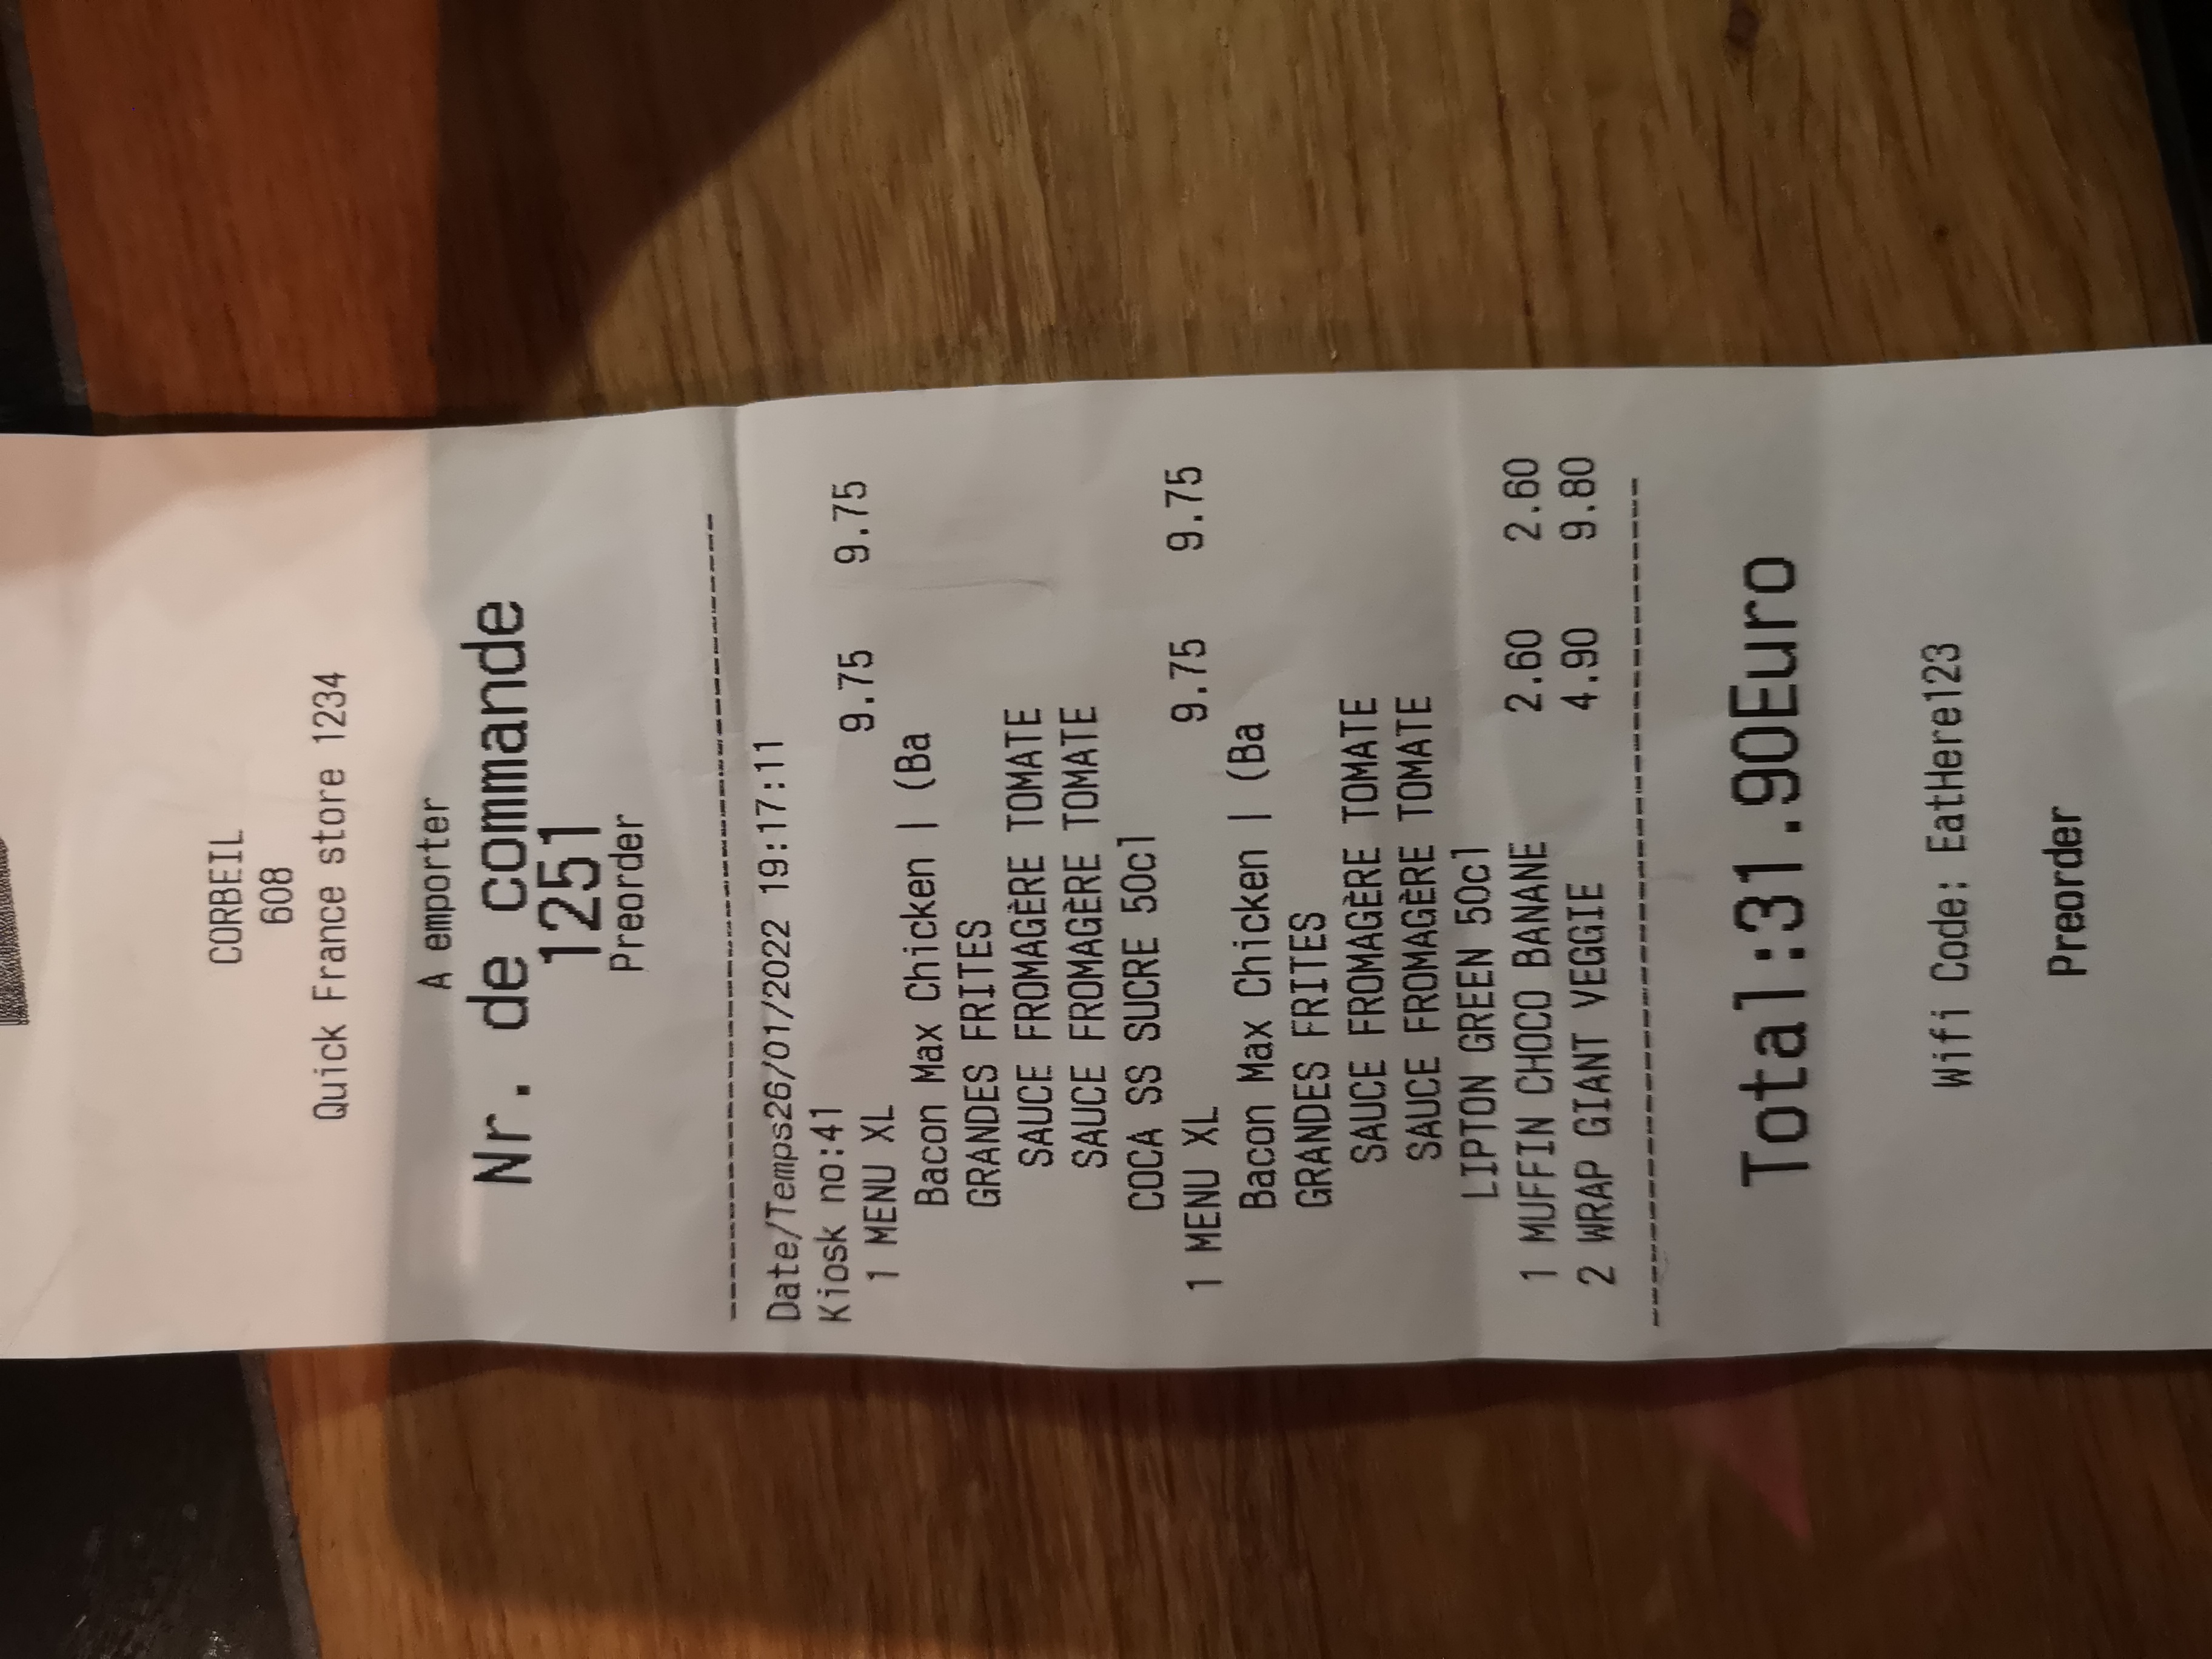 CORBEIL
608
Quick France store 1234
A emporter
Nr. de commande
1251
Preorder
--------------------------------
Date/Temps26/01/2022 19:17:11
Kiosk no:41
1 MENU XL 9.75 9.75
Bacon Max Chicken | (Ba
GRANDES FRITES
SAUCE FROMAGÈRE TOMATE
SAUCE FROMAGÈRE TOMATE
COCA SS SUCRE 50cl
1 MENU XL 9.75 9.75
Bacon Max Chicken | (Ba
GRANDES FRITES
SAUCE FROMAGÈRE TOMATE
SAUCE FROMAGÈRE TOMATE
LIPTON GREEN 50cl
1 MUFFIN CHOCO BANANE 2.60 2.60
2 WRAP GIANT VEGGIE 4.90 9.80
--------------------------------
Total:31.90Euro
Wifi Code: EatHere123
Preorder